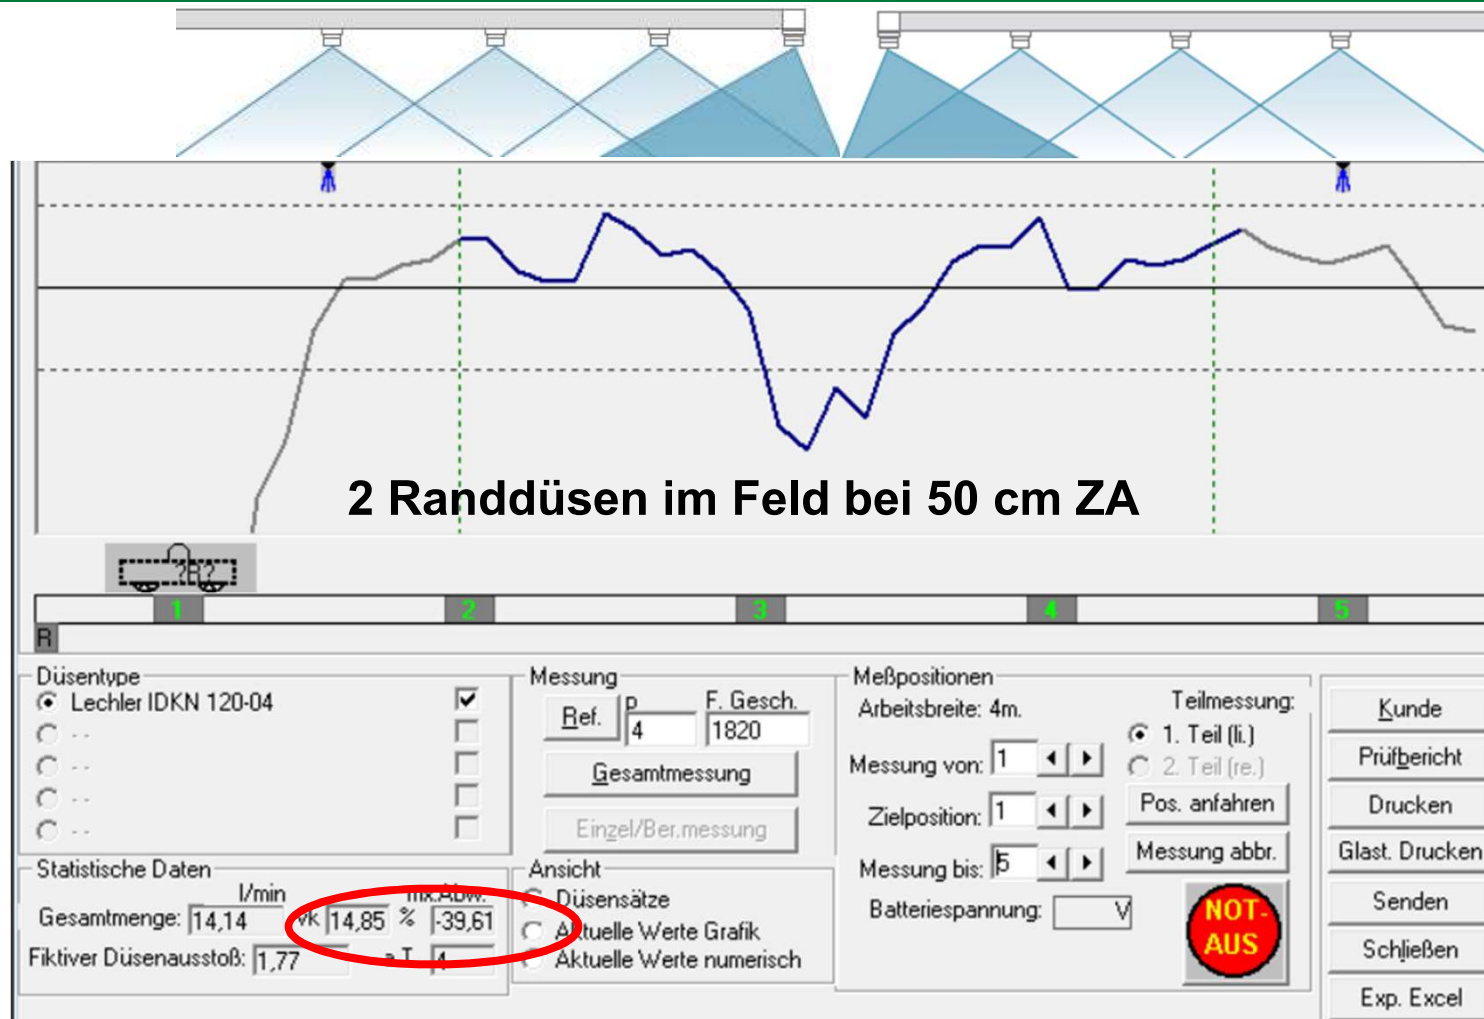 2 Randdüsen im Feld bei 50 cm ZA
?R?
1 2 3 4 5
R
Düsentype
Lechler IDKN 120-04
- -
- -
- -
- -
Messung
Ref. p F. Gesch.
4 1820
Gesamtmessung
Einzel/Ber.messung
Meßpositionen
Arbeitsbreite: 4m.
Teilmessung:
1. Teil (li.)
2. Teil (re.)
Messung von: 1
Zielposition: 1
Pos. anfahren
Messung bis: 5
Messung abbr.
Batteriespannung: V
NOT-
AUS
Kunde
Prüfbericht
Drucken
Glast. Drucken
Senden
Schließen
Exp. Excel
Statistische Daten
l/min mx.Abw.
Gesamtmenge: 14,14 vk 14,85 % -39,61
Fiktiver Düsenausstoß: 1,77 a.T. 4
Ansicht
Düsensätze
Aktuelle Werte Grafik
Aktuelle Werte numerisch